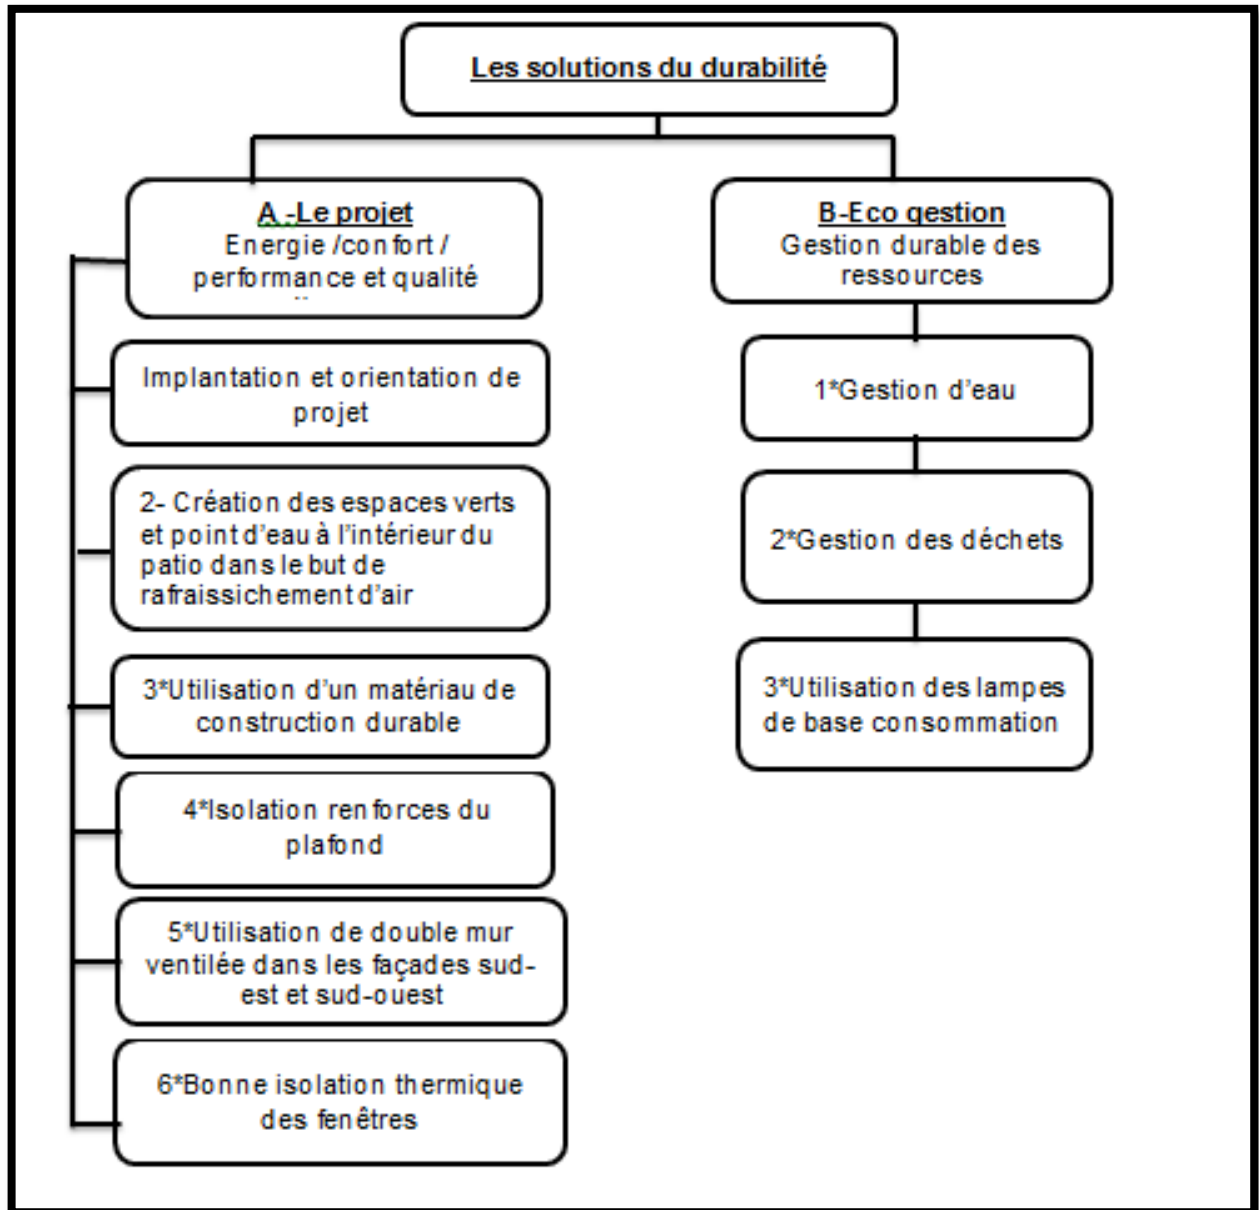 Les solutions du durabilité
A -Le projet
Energie /confort /
performance et qualité
Implantation et orientation de
projet
2- Création des espaces verts
et point d'eau à l'intérieur du
patio dans le but de
rafraissichement d'air
3*Utilisation d'un matériau de
construction durable
4*Isolation renforces du
plafond
5*Utilisation de double mur
ventilée dans les façades sud-
est et sud-ouest
6*Bonne isolation thermique
des fenêtres
B-Eco gestion
Gestion durable des
ressources
1*Gestion d'eau
2*Gestion des déchets
3*Utilisation des lampes
de base consommation